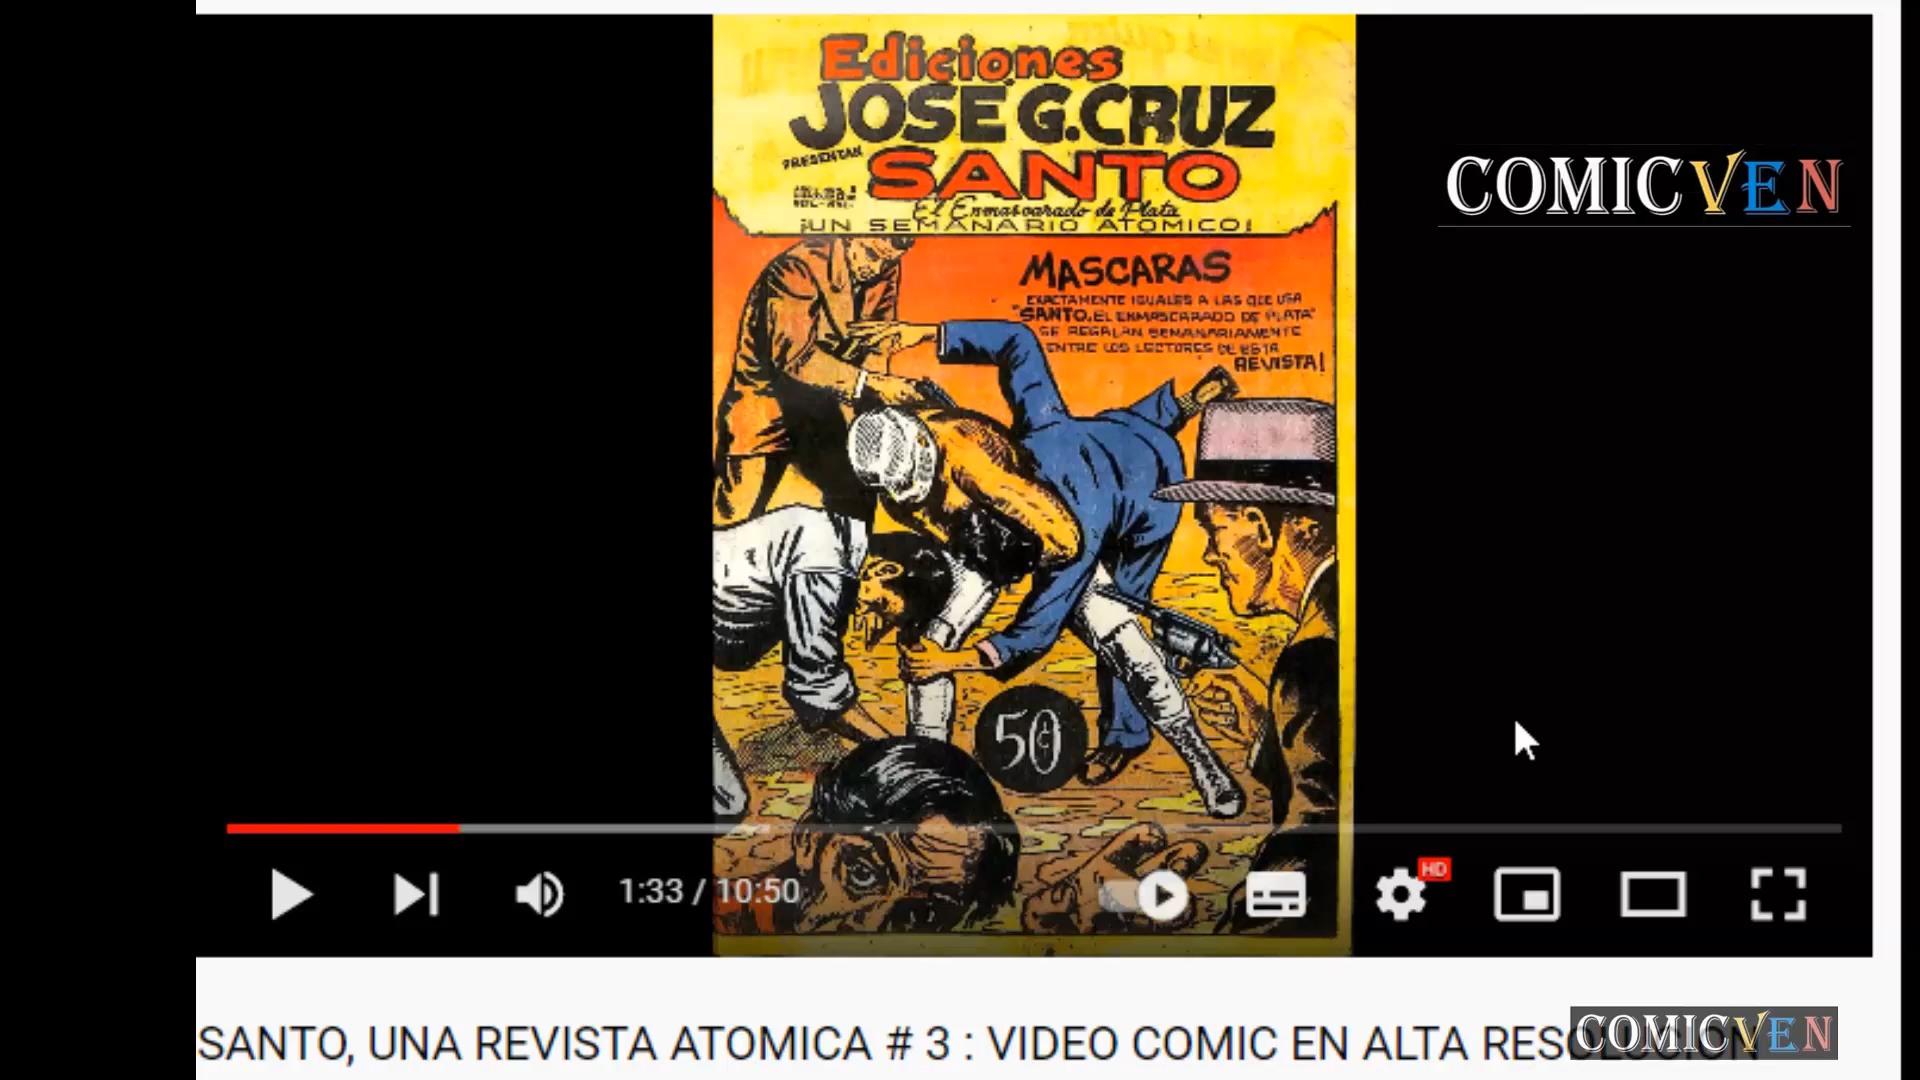 Ediciones
JOSE G. CRUZ
PRESENTAN
SANTO
El Enmascarado de Plata
¡UN SEMANARIO ATOMICO!
COMICVEN
MASCARAS
EXACTAMENTE IGUALES A LAS QUE USA
"SANTO, EL ENMASCARADO DE PLATA"
SE REGALAN SEMANARIAMENTE
ENTRE LOS LECTORES DE ESTA
REVISTA!
50¢
1:33 / 10:50
HD
SANTO, UNA REVISTA ATOMICA # 3 : VIDEO COMIC EN ALTA RESOLUCION
COMICVEN